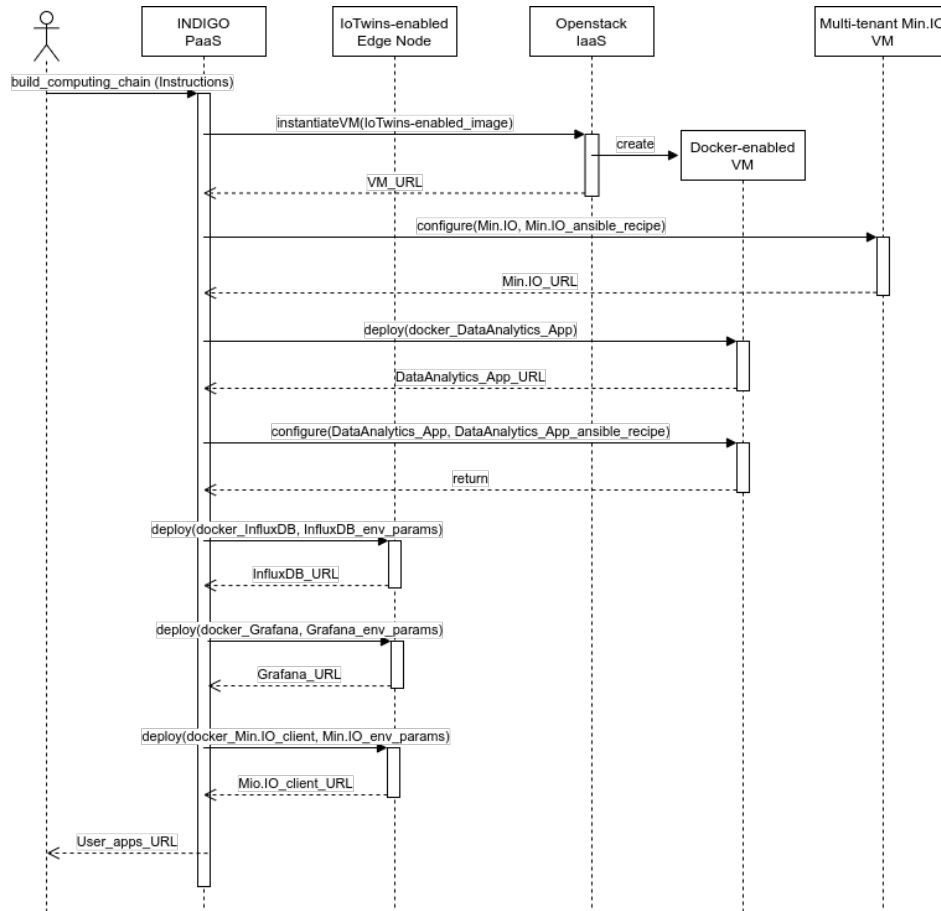 INDIGO
PaaS
IoTwins-enabled
Edge Node
Openstack
IaaS
Multi-tenant Min.IO
VM
build_computing_chain (Instructions)
instantiateVM(IoTwins-enabled_image)
create
Docker-enabled
VM
VM_URL
configure(Min.IO, Min.IO_ansible_recipe)
Min.IO_URL
deploy(docker_DataAnalytics_App)
DataAnalytics_App_URL
configure(DataAnalytics_App, DataAnalytics_App_ansible_recipe)
return
deploy(docker_InfluxDB, InfluxDB_env_params)
InfluxDB_URL
deploy(docker_Grafana, Grafana_env_params)
Grafana_URL
deploy(docker_Min.IO_client, Min.IO_env_params)
Mio.IO_client_URL
User_apps_URL